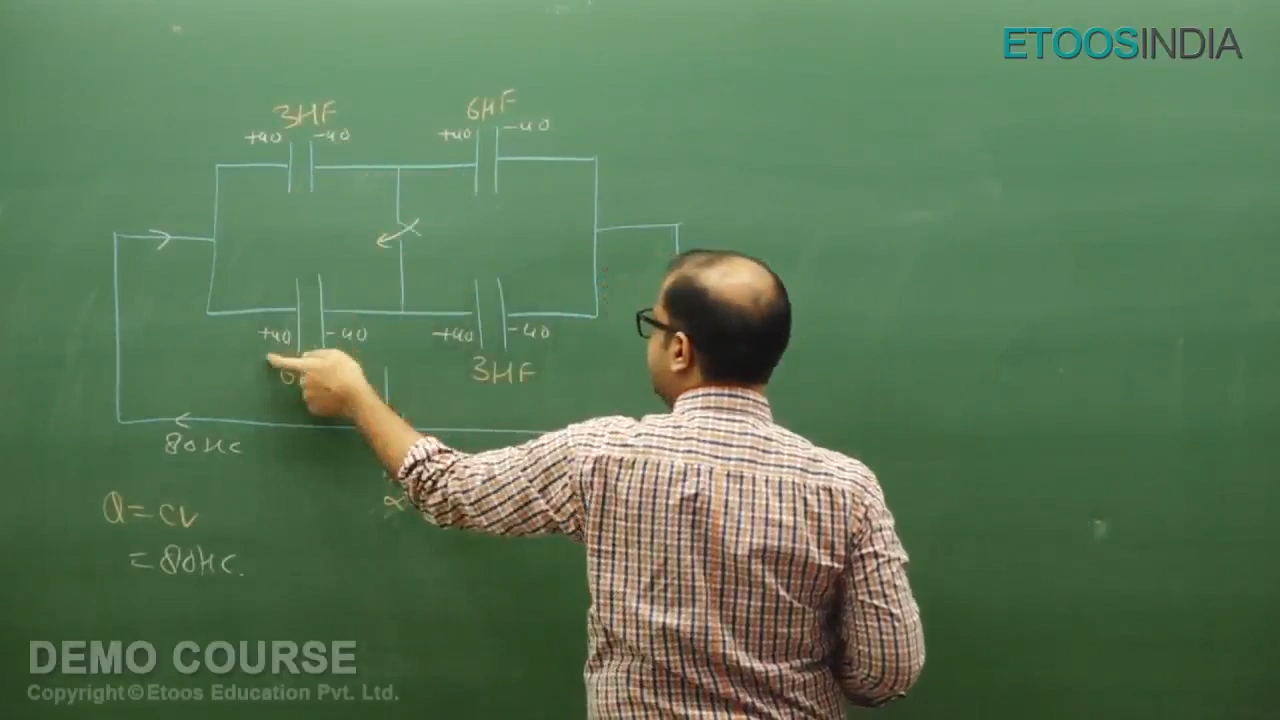 ETOOSINDIA
3μF 6μF
+40 -40 +40 -40
+40 -40 +40 -40
3μF
80μC
Q=CV
=80μC.
DEMO COURSE
Copyright © Etoos Education Pvt. Ltd.